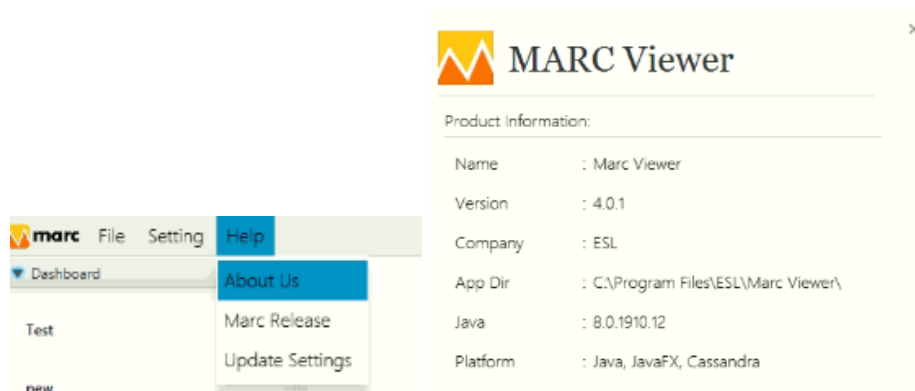 MARC Viewer
Product Information:
Name : Marc Viewer
Version : 4.0.1
Company : ESL
App Dir : C:\Program Files\ESL\Marc Viewer\
Java : 8.0.1910.12
Platform : Java, JavaFX, Cassandra
marc File Setting Help
Dashboard
About Us
Test
Marc Release
Update Settings
new